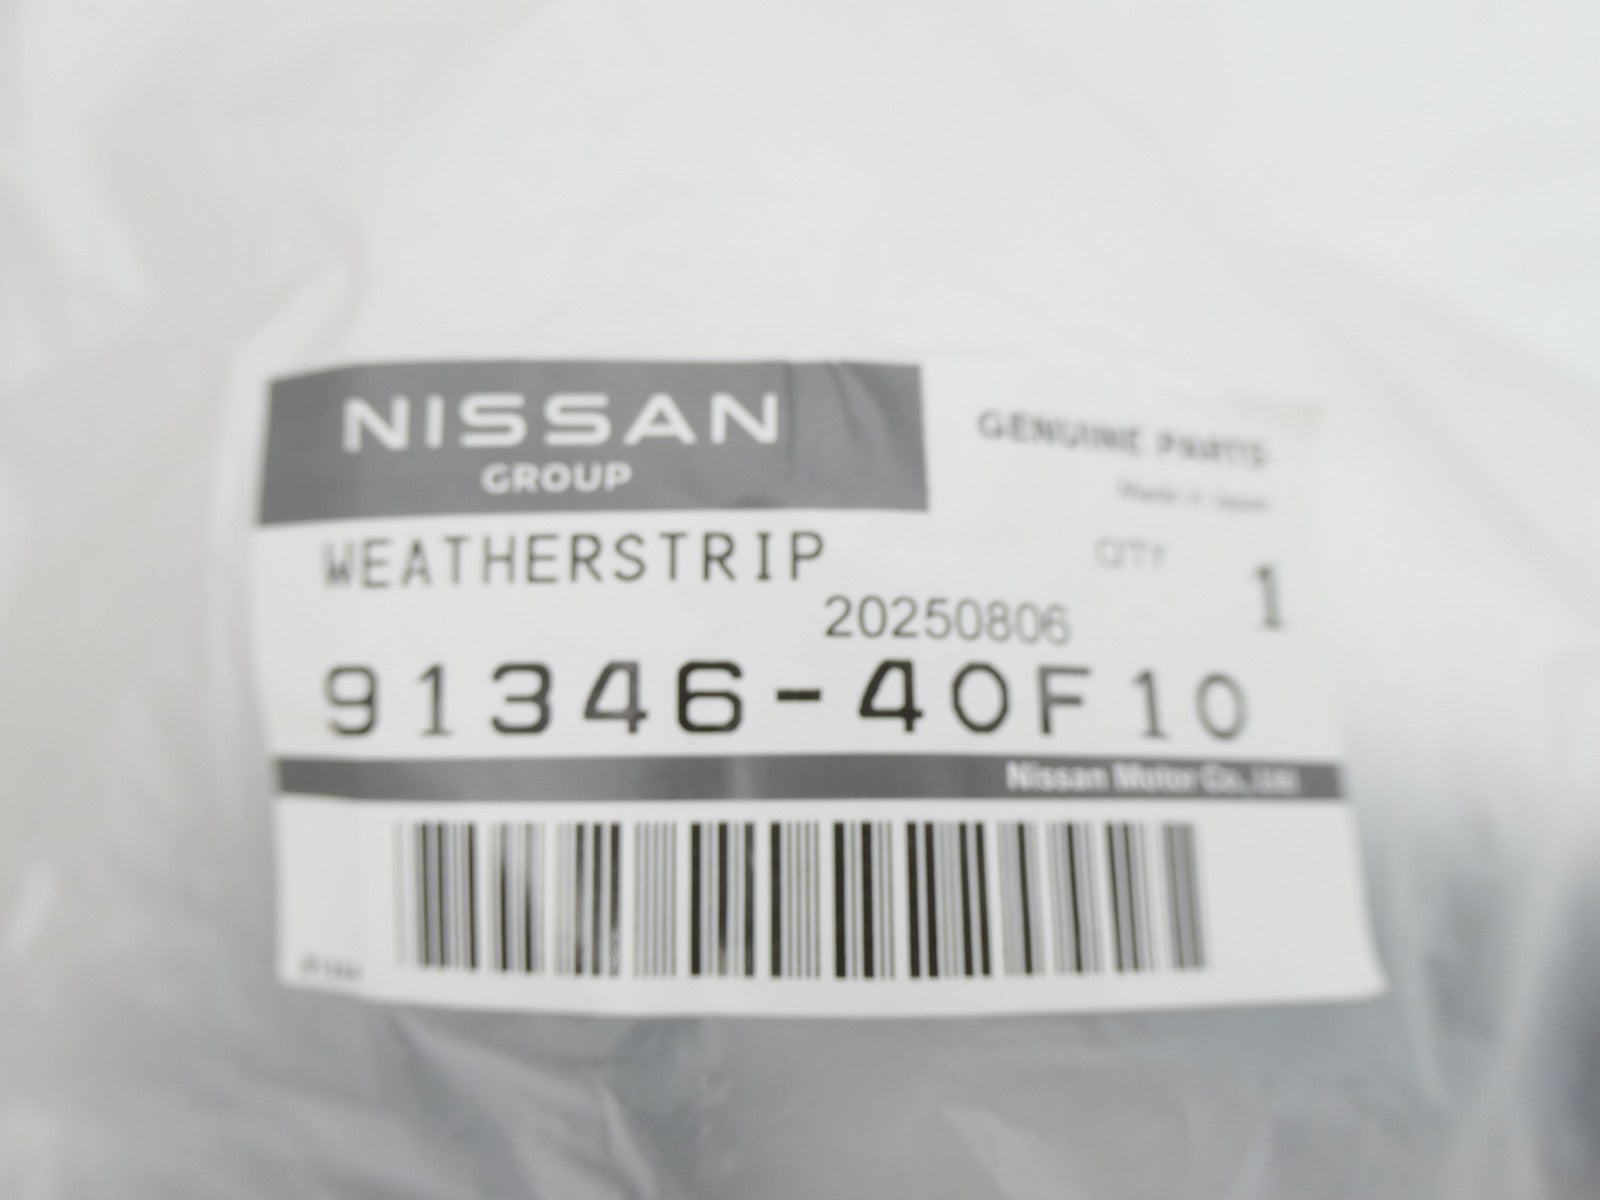 NISSAN
GROUP
GENUINE PARTS
Made in Japan
WEATHERSTRIP
QTY 1
20250806
91346-40F10
Nissan Motor Co., Ltd.